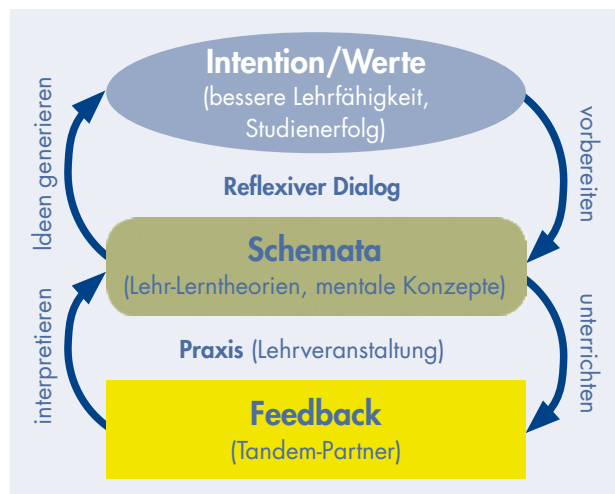 Intention/Werte
(bessere Lehrfähigkeit,
Studienerfolg)
Ideen generieren
vorbereiten
Reflexiver Dialog
Schemata
(Lehr-Lerntheorien, mentale Konzepte)
interpretieren
unterrichten
Praxis (Lehrveranstaltung)
Feedback
(Tandem-Partner)